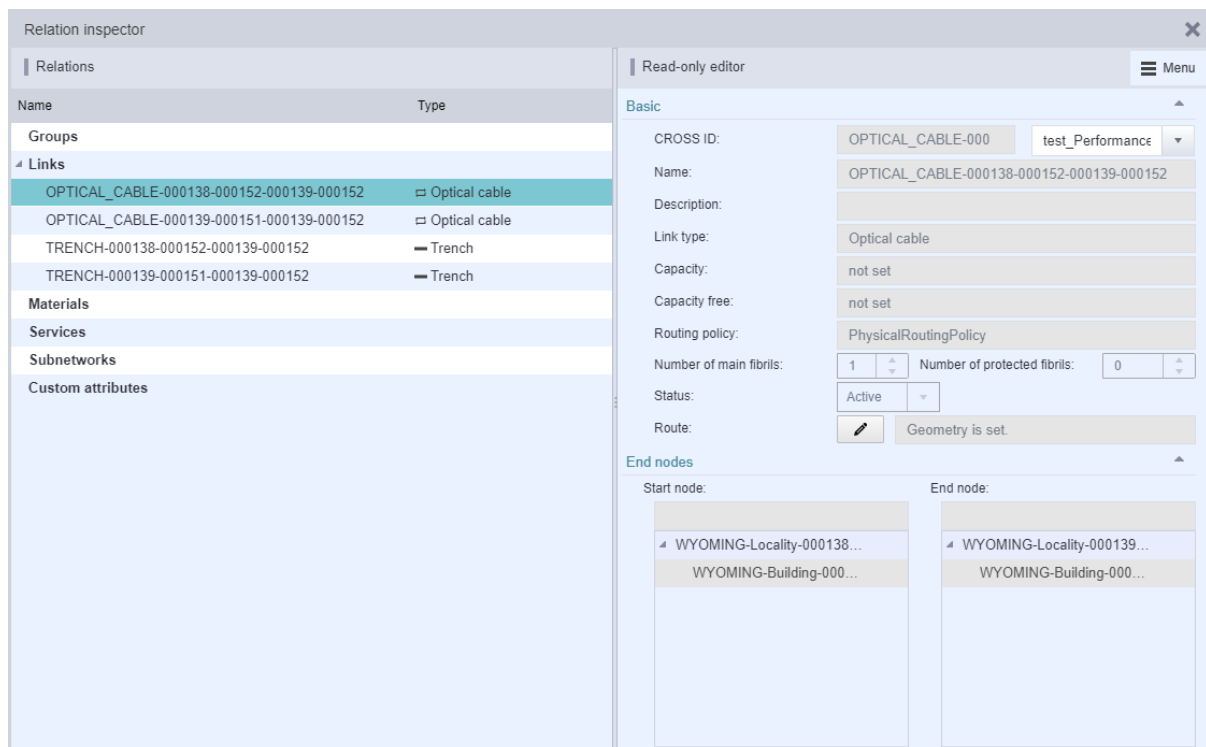 Relation inspector
Relations
Name Type
Groups
Links
OPTICAL_CABLE-000138-000152-000139-000152 Optical cable
OPTICAL_CABLE-000139-000151-000139-000152 Optical cable
TRENCH-000138-000152-000139-000152 Trench
TRENCH-000139-000151-000139-000152 Trench
Materials
Services
Subnetworks
Custom attributes
Read-only editor Menu
Basic
CROSS ID: OPTICAL_CABLE-000 test_Performance
Name: OPTICAL_CABLE-000138-000152-000139-000152
Description:
Link type: Optical cable
Capacity: not set
Capacity free: not set
Routing policy: PhysicalRoutingPolicy
Number of main fibrils: 1 Number of protected fibrils: 0
Status: Active
Route: Geometry is set.
End nodes
Start node: End node:
WYOMING-Locality-000138... WYOMING-Locality-000139...
WYOMING-Building-000... WYOMING-Building-000...